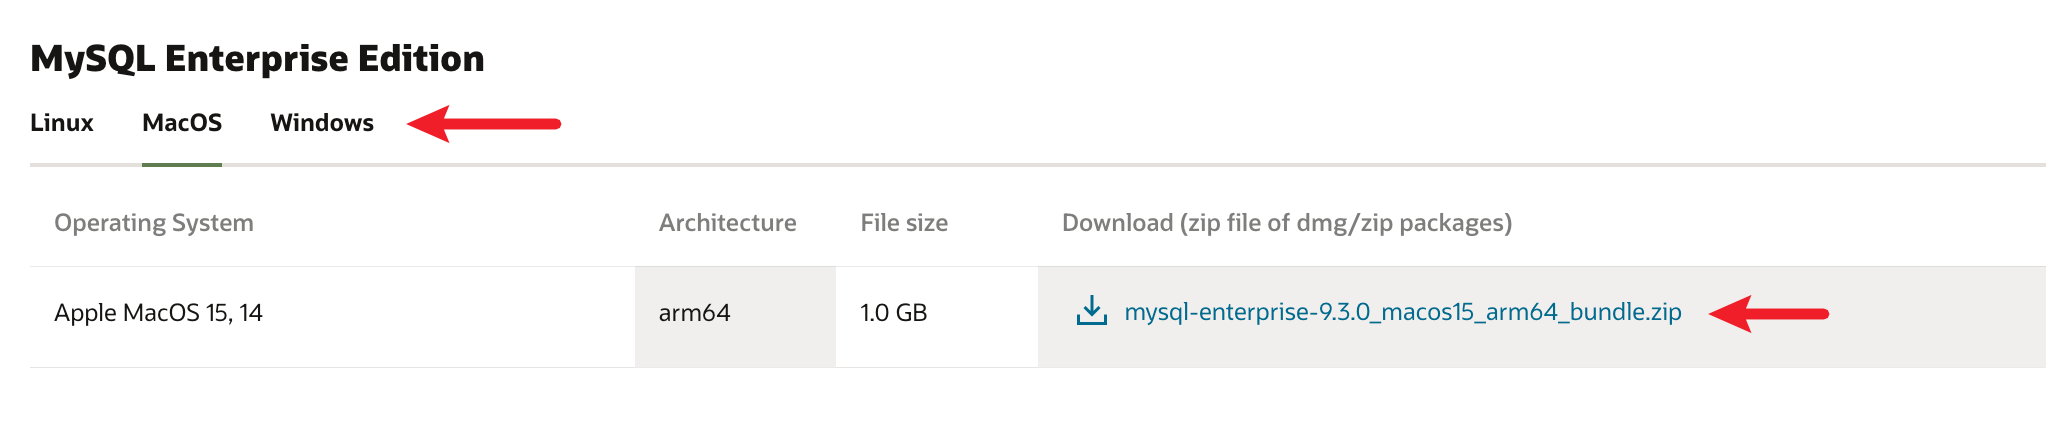 MySQL Enterprise Edition
Linux MacOS Windows
Operating System Architecture File size Download (zip file of dmg/zip packages)
Apple MacOS 15, 14 arm64 1.0 GB mysql-enterprise-9.3.0_macos15_arm64_bundle.zip